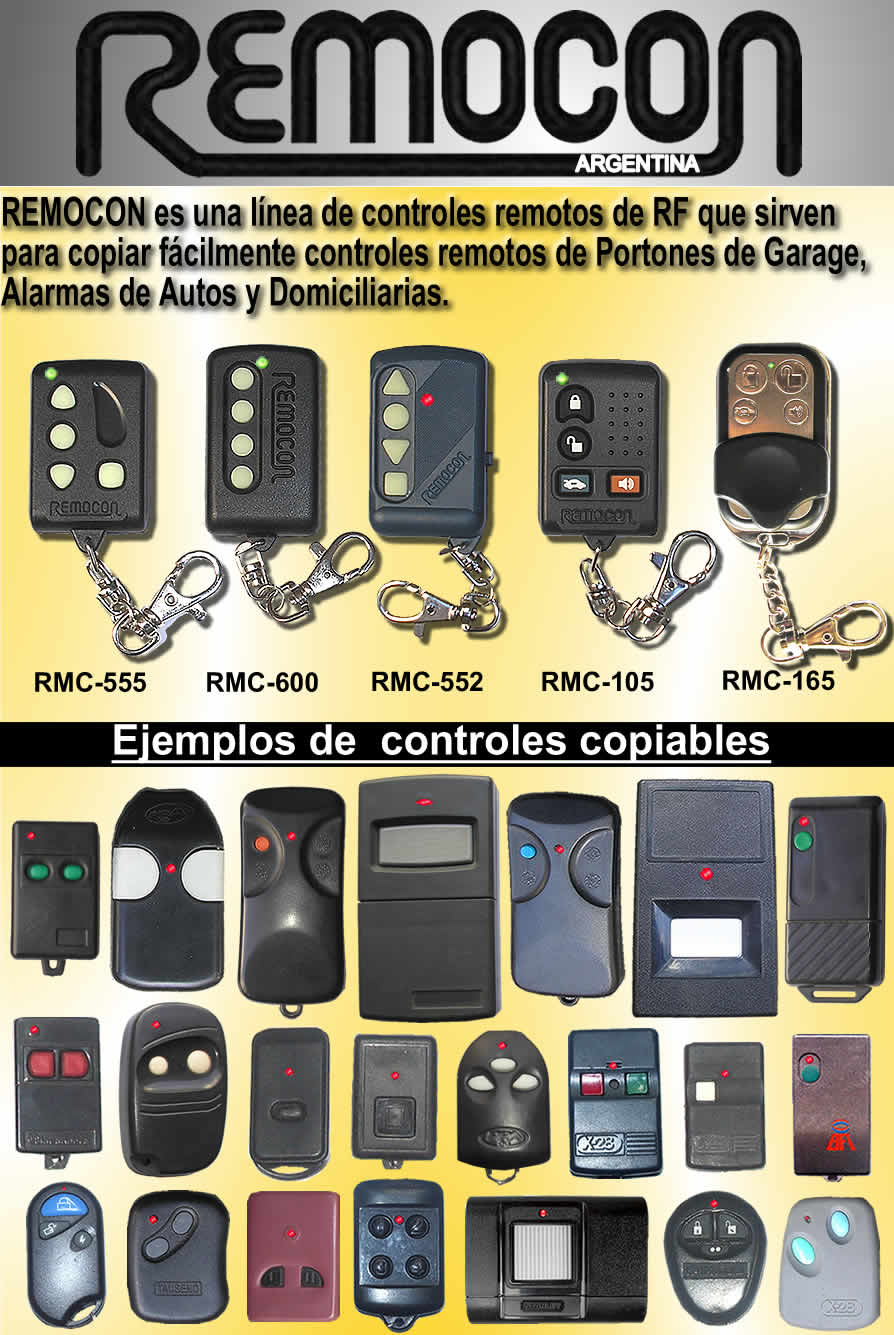 REMOCON
ARGENTINA
REMOCON es una línea de controles remotos de RF que sirven
para copiar fácilmente controles remotos de Portones de Garage,
Alarmas de Autos y Domiciliarias.
REMOCON
REMOCON
REMOCON
REMOCON
RMC-555
RMC-600
RMC-552
RMC-105
RMC-165
Ejemplos de controles copiables
X-28
BFT
TAUSEND
X-28